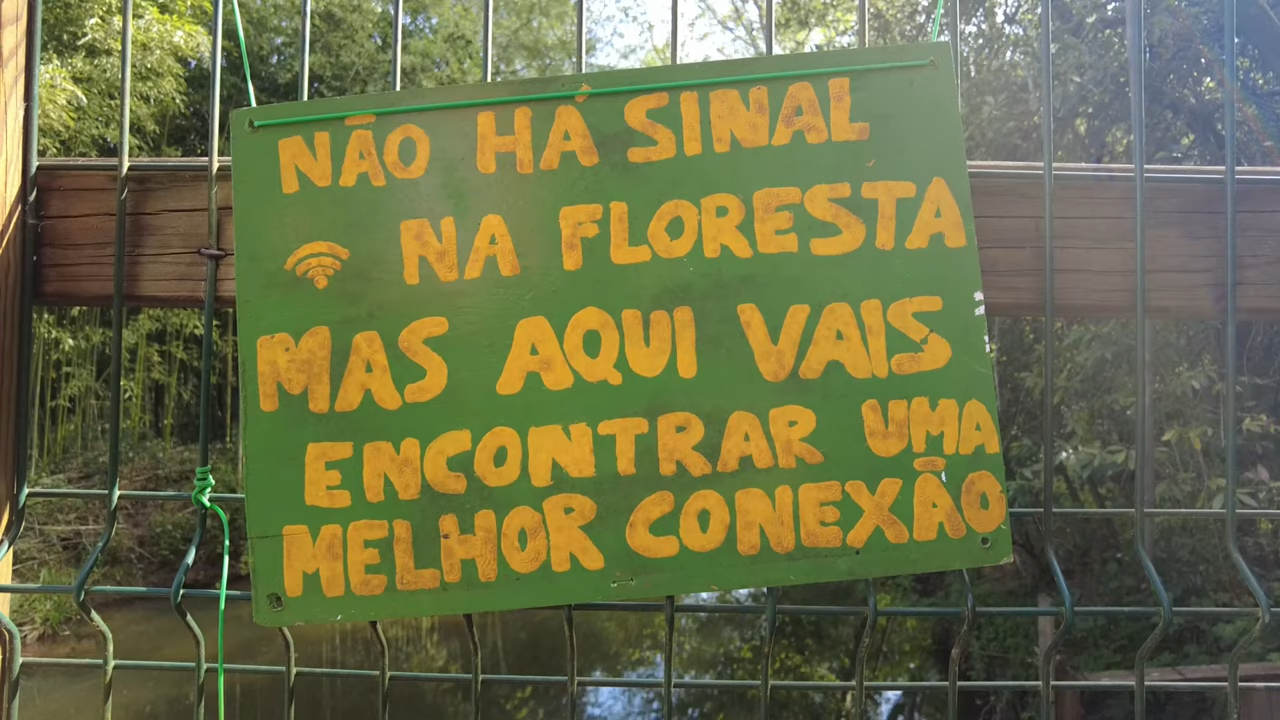 NÃO HÁ SINAL
NA FLORESTA
MAS AQUI VAIS
ENCONTRAR UMA
MELHOR CONEXÃO